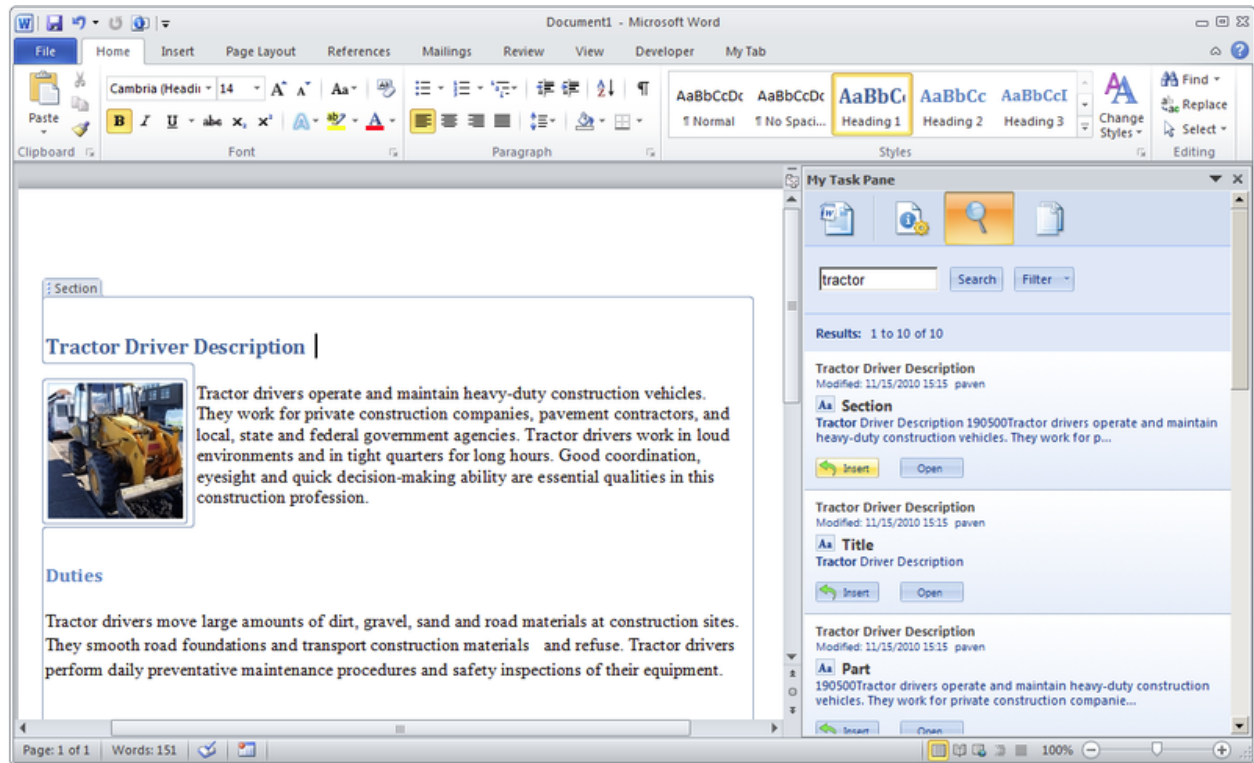 Document1 - Microsoft Word
File Home Insert Page Layout References Mailings Review View Developer My Tab
Cambria (Headii 14 Aa
Paste
B I U abc x₂ x² A
Clipboard Font Paragraph
AaBbCcDc AaBbCcDc AaBbC AaBbCc AaBbCcI
¶ Normal ¶ No Spaci... Heading 1 Heading 2 Heading 3
Change Styles
Styles
Find
Replace
Select
Editing
Section
Tractor Driver Description
Tractor drivers operate and maintain heavy-duty construction vehicles.
They work for private construction companies, pavement contractors, and
local, state and federal government agencies. Tractor drivers work in loud
environments and in tight quarters for long hours. Good coordination,
eyesight and quick decision-making ability are essential qualities in this
construction profession.
Duties
Tractor drivers move large amounts of dirt, gravel, sand and road materials at construction sites.
They smooth road foundations and transport construction materials and refuse. Tractor drivers
perform daily preventative maintenance procedures and safety inspections of their equipment.
My Task Pane
tractor Search Filter
Results: 1 to 10 of 10
Tractor Driver Description
Modified: 11/15/2010 15:15 paven
Aa Section
Tractor Driver Description 190500Tractor drivers operate and maintain
heavy-duty construction vehicles. They work for p...
Insert Open
Tractor Driver Description
Modified: 11/15/2010 15:15 paven
Aa Title
Tractor Driver Description
Insert Open
Tractor Driver Description
Modified: 11/15/2010 15:15 paven
Aa Part
190500Tractor drivers operate and maintain heavy-duty construction
vehicles. They work for private construction companie...
Insert Open
Page: 1 of 1 Words: 151 100%